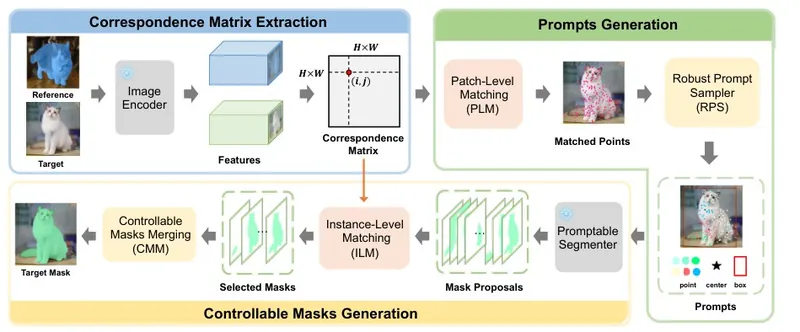 Correspondence Matrix Extraction
Reference
Target
Image
Encoder
Features
H×W
H×W
(i,j)
Correspondence
Matrix
Prompts Generation
Patch-Level
Matching
(PLM)
Matched Points
Robust Prompt
Sampler
(RPS)
point
center
box
Prompts
Promptable
Segmenter
Mask Proposals
...
Instance-Level
Matching
(ILM)
Selected Masks
...
Controllable
Masks Merging
(CMM)
Target Mask
Controllable Masks Generation